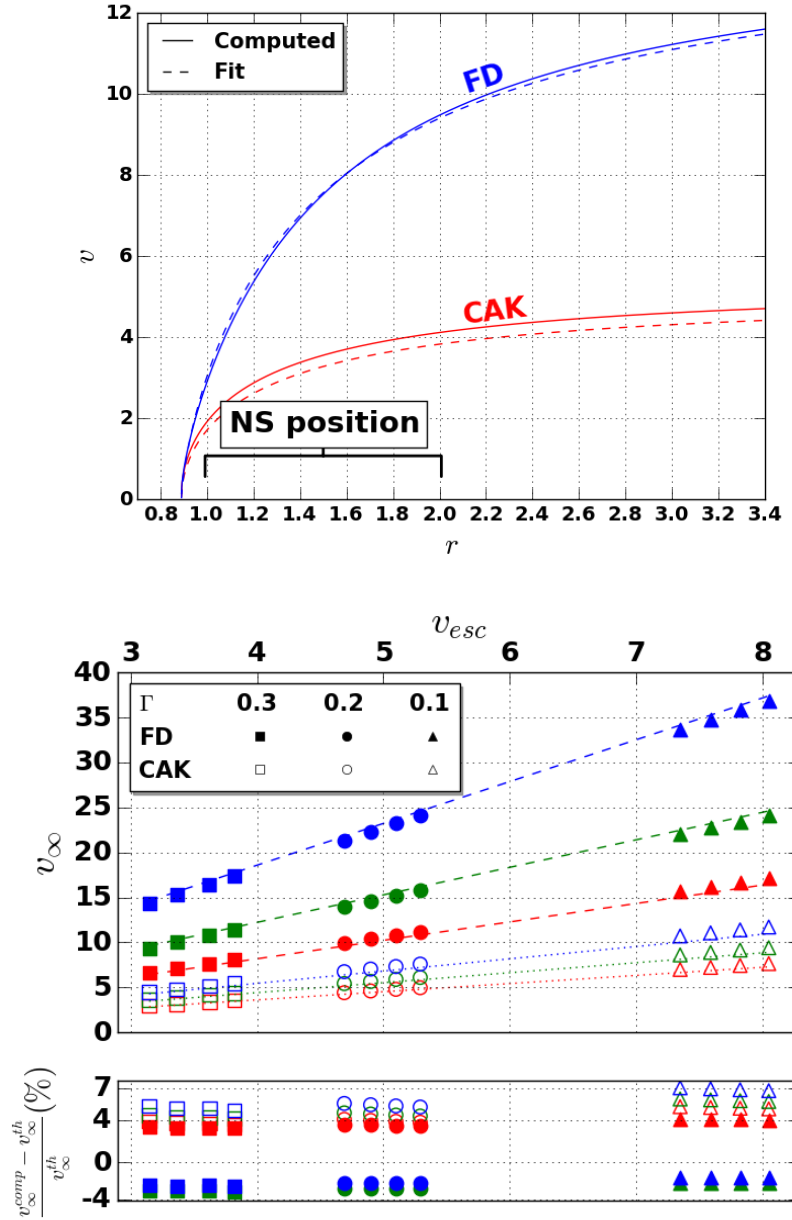 12
10
8
6
4
2
0
v
Computed
Fit
FD
CAK
NS position
0.8 1.0 1.2 1.4 1.6 1.8 2.0 2.2 2.4 2.6 2.8 3.0 3.2 3.4
r
v_esc
3 4 5 6 7 8
40
35
30
25
20
15
10
5
0
v_∞
Γ 0.3 0.2 0.1
FD
CAK
7
4
0
-4
v_∞^comp − v_∞^th / v_∞^th (%)